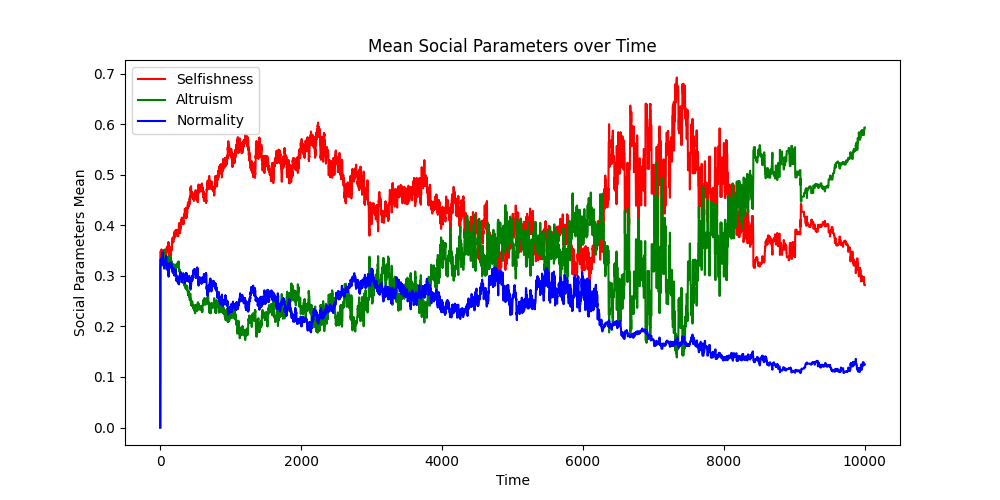 Mean Social Parameters over Time
Selfishness
Altruism
Normality
0.7
0.6
0.5
0.4
0.3
0.2
0.1
0.0
Social Parameters Mean
0 2000 4000 6000 8000 10000
Time